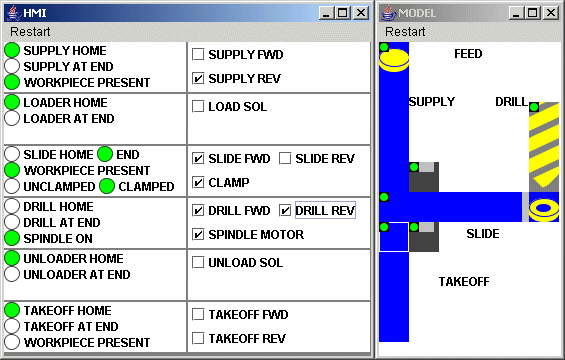 HMI
Restart
SUPPLY HOME
SUPPLY AT END
WORKPIECE PRESENT
SUPPLY FWD
SUPPLY REV
LOADER HOME
LOADER AT END
LOAD SOL
SLIDE HOME END
WORKPIECE PRESENT
UNCLAMPED CLAMPED
SLIDE FWD SLIDE REV
CLAMP
DRILL HOME
DRILL AT END
SPINDLE ON
DRILL FWD DRILL REV
SPINDLE MOTOR
UNLOADER HOME
UNLOADER AT END
UNLOAD SOL
TAKEOFF HOME
TAKEOFF AT END
WORKPIECE PRESENT
TAKEOFF FWD
TAKEOFF REV
MODEL
Restart
FEED
SUPPLY DRILL
SLIDE
TAKEOFF